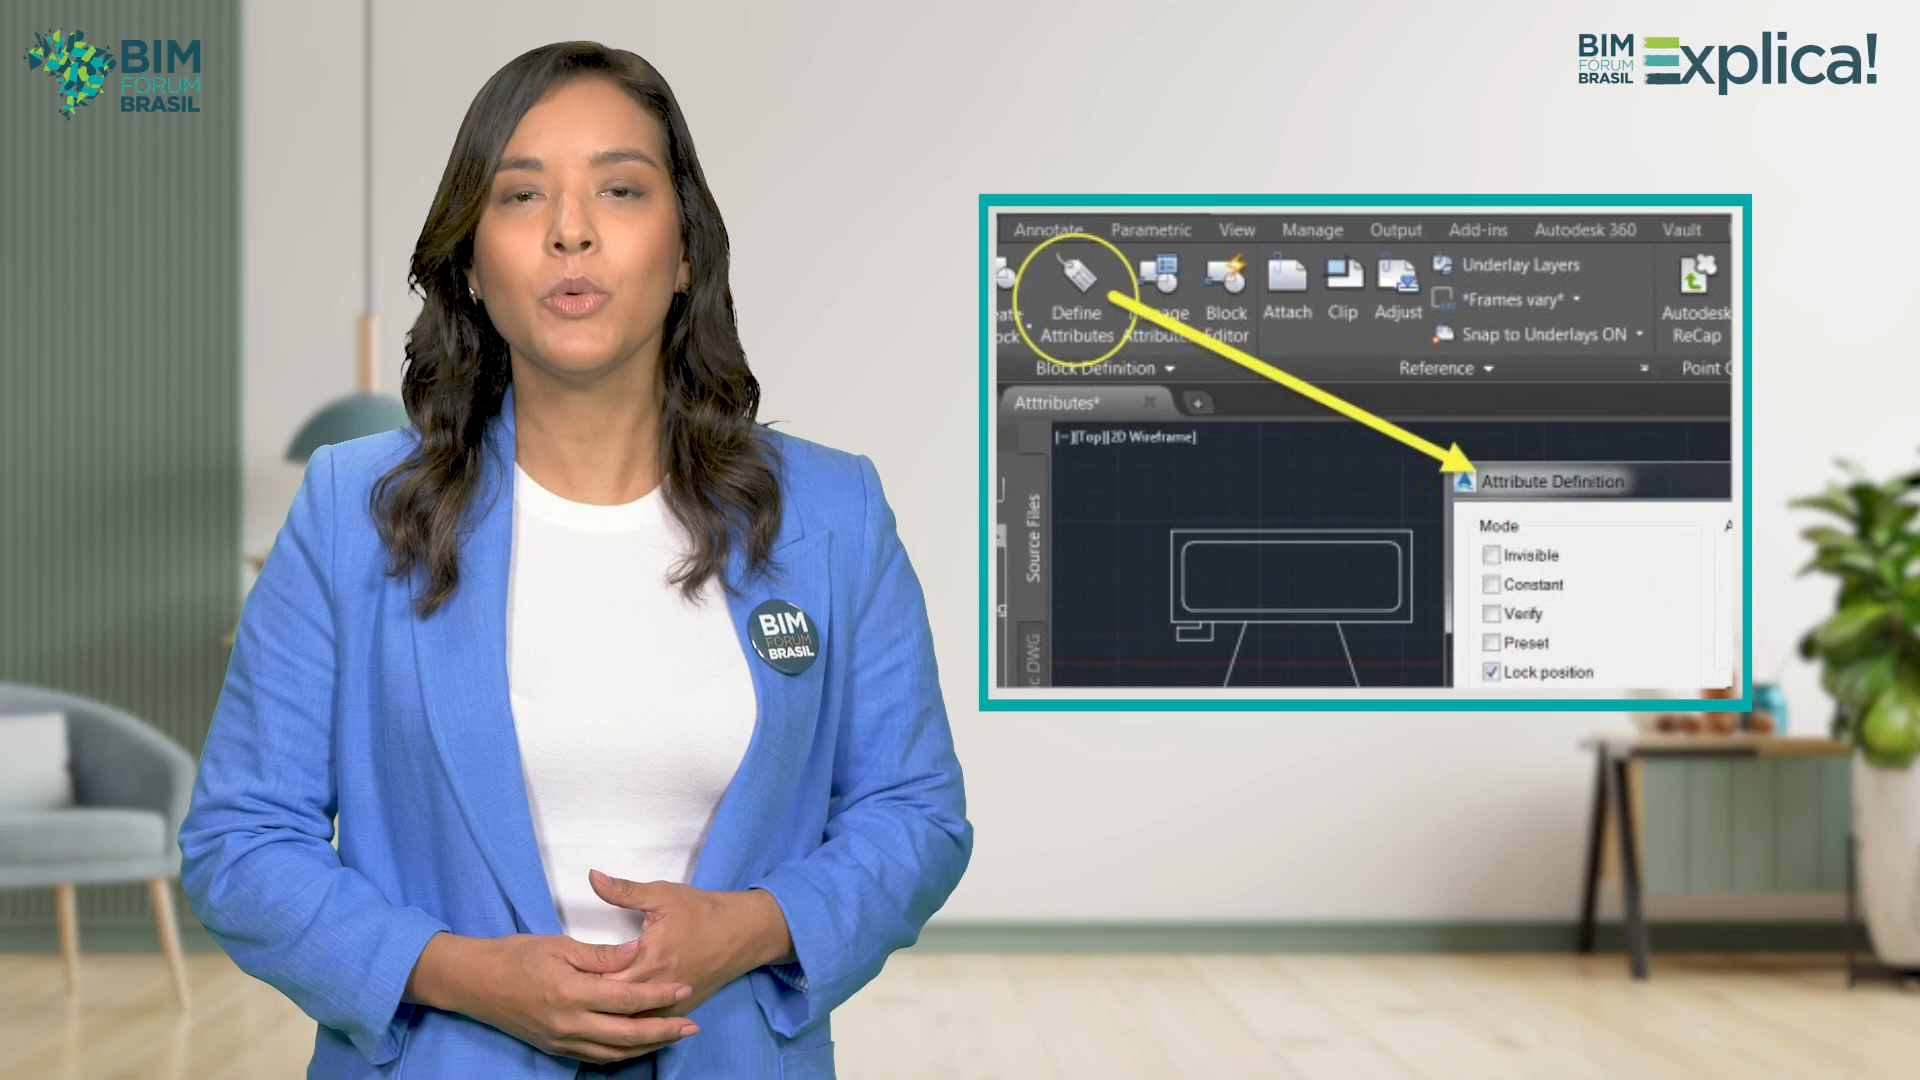 BIM
FÓRUM
BRASIL
BIM
FÓRUM
BRASIL
Explica!
BIM
FÓRUM
BRASIL
Annotate Parametric View Manage Output Add-ins Autodesk 360 Vault
Define
Attributes
Block
Editor
Attach Clip Adjust
Underlay Layers
*Frames vary*
Snap to Underlays ON
Autodesk
ReCap
Block Definition
Reference
Point
Atttributes*
[−][Top][2D Wireframe]
Source Files
DWG
Attribute Definition
Mode
Invisible
Constant
Verify
Preset
Lock position